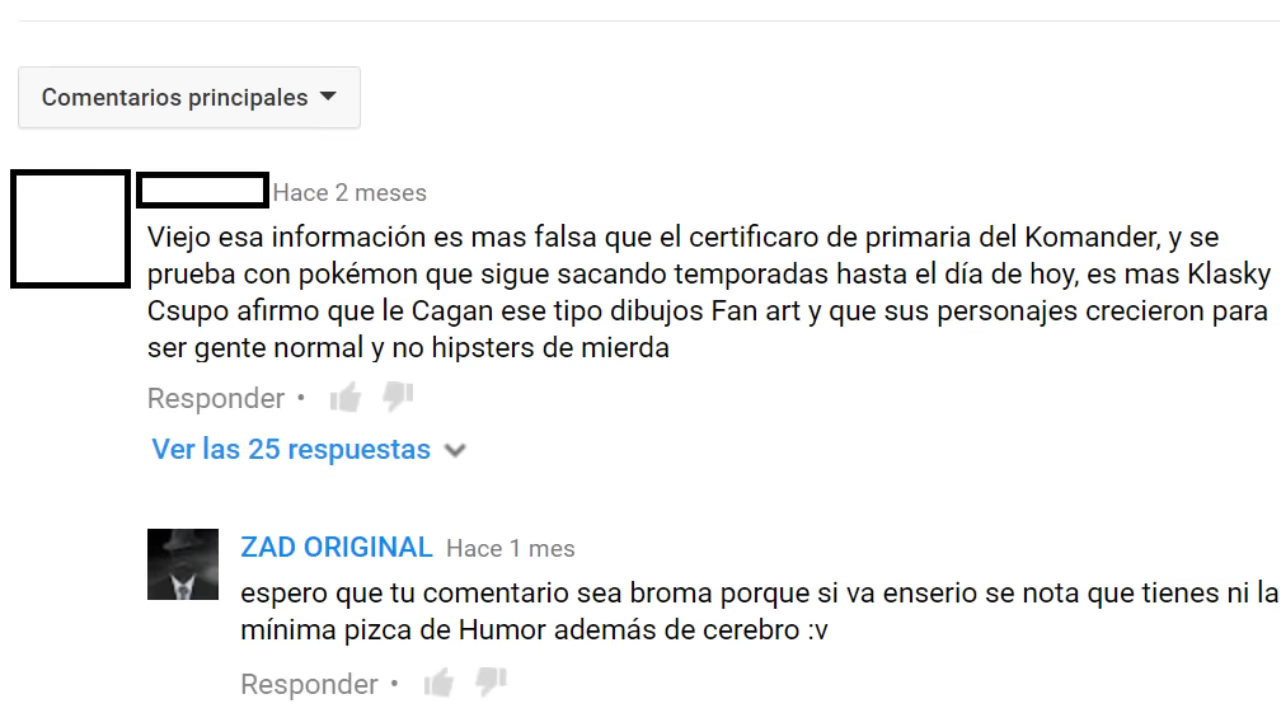 Comentarios principales
Hace 2 meses
Viejo esa información es mas falsa que el certificaro de primaria del Komander, y se
prueba con pokémon que sigue sacando temporadas hasta el día de hoy, es mas Klasky
Csupo afirmo que le Cagan ese tipo dibujos Fan art y que sus personajes crecieron para
ser gente normal y no hipsters de mierda
Responder •
Ver las 25 respuestas
ZAD ORIGINAL Hace 1 mes
espero que tu comentario sea broma porque si va enserio se nota que tienes ni la
mínima pizca de Humor además de cerebro :v
Responder •